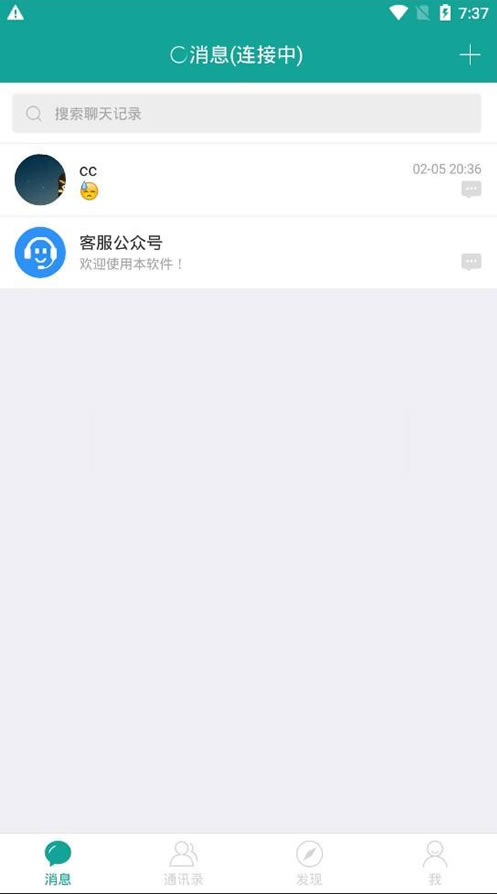 7:37
消息(连接中)
搜索聊天记录
cc
02-05 20:36
客服公众号
欢迎使用本软件！
消息
通讯录
发现
我